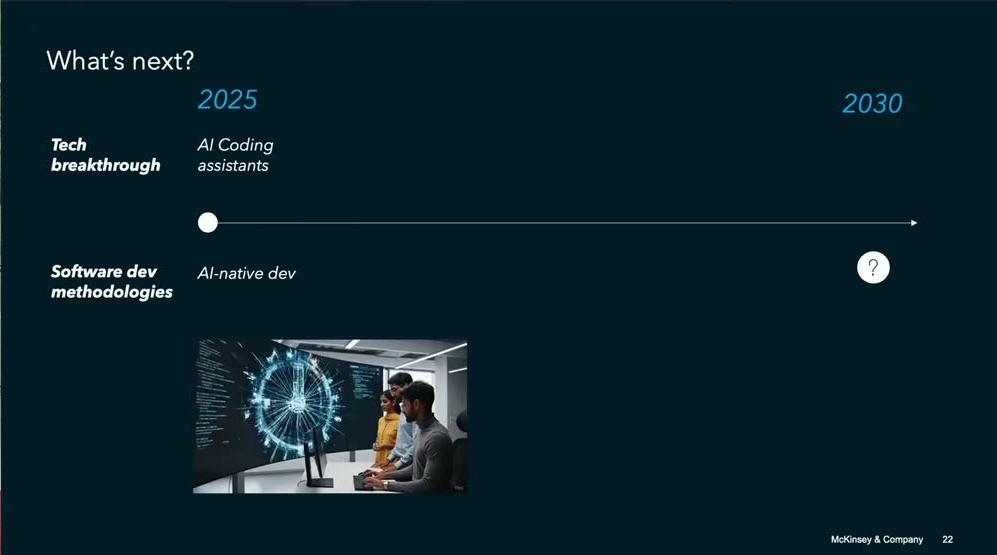 What's next?
2025
2030
Tech
breakthrough
AI Coding
assistants
Software dev
methodologies
AI-native dev
?
McKinsey & Company
22